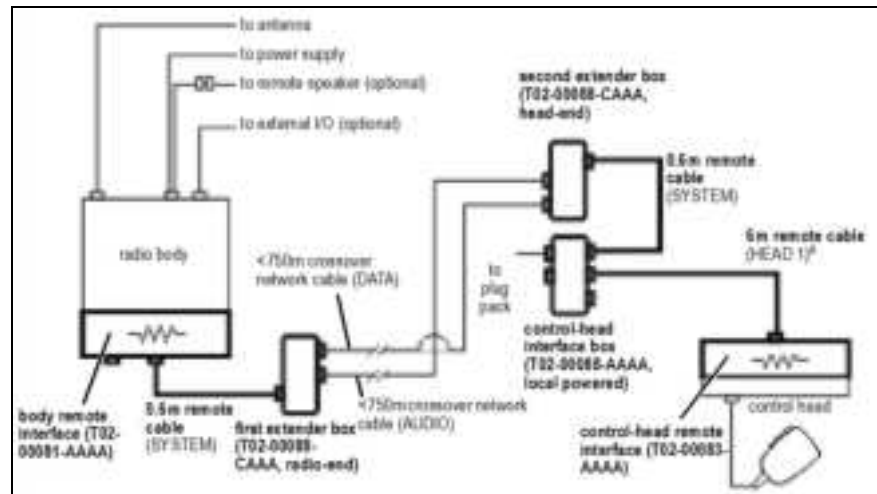 to antenna
to power supply
to remote speaker (optional)
to external I/O (optional)
second extender box
(T02-00088-CAAA,
head-end)
0.6m remote
cable
(SYSTEM)
radio body
<750m crossover
network cable (DATA)
to
plug
pack
6m remote cable
(HEAD 1)
control-head
interface box
(T02-00068-AAAA,
local powered)
body remote
interface (T02-
00081-AAAA)
0.6m remote
cable
(SYSTEM)
first extender box
(T02-00088-
CAAA, radio-end)
<750m crossover network
cable (AUDIO)
control head
control-head remote
interface (T02-00083-
AAAA)